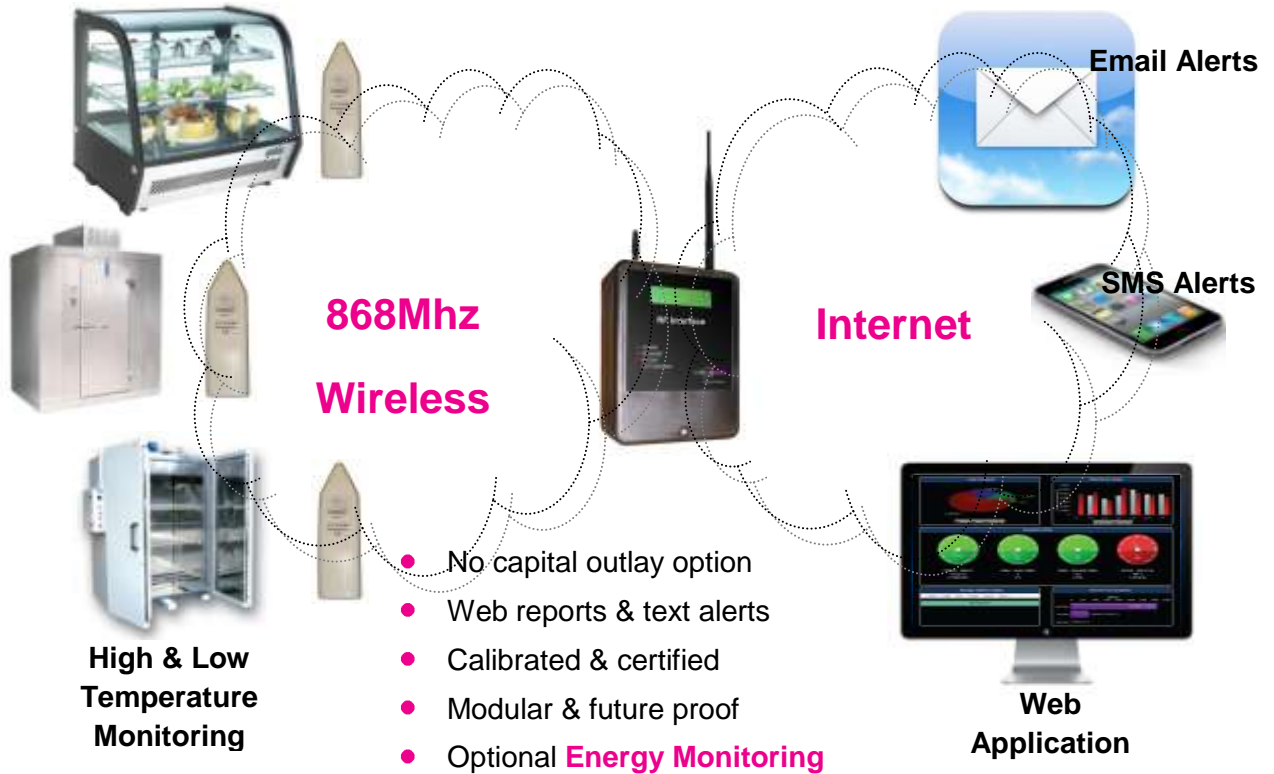 Email Alerts
SMS Alerts
868Mhz
Wireless
Internet
High & Low
Temperature
Monitoring
• No capital outlay option
• Web reports & text alerts
• Calibrated & certified
• Modular & future proof
• Optional Energy Monitoring
Web
Application